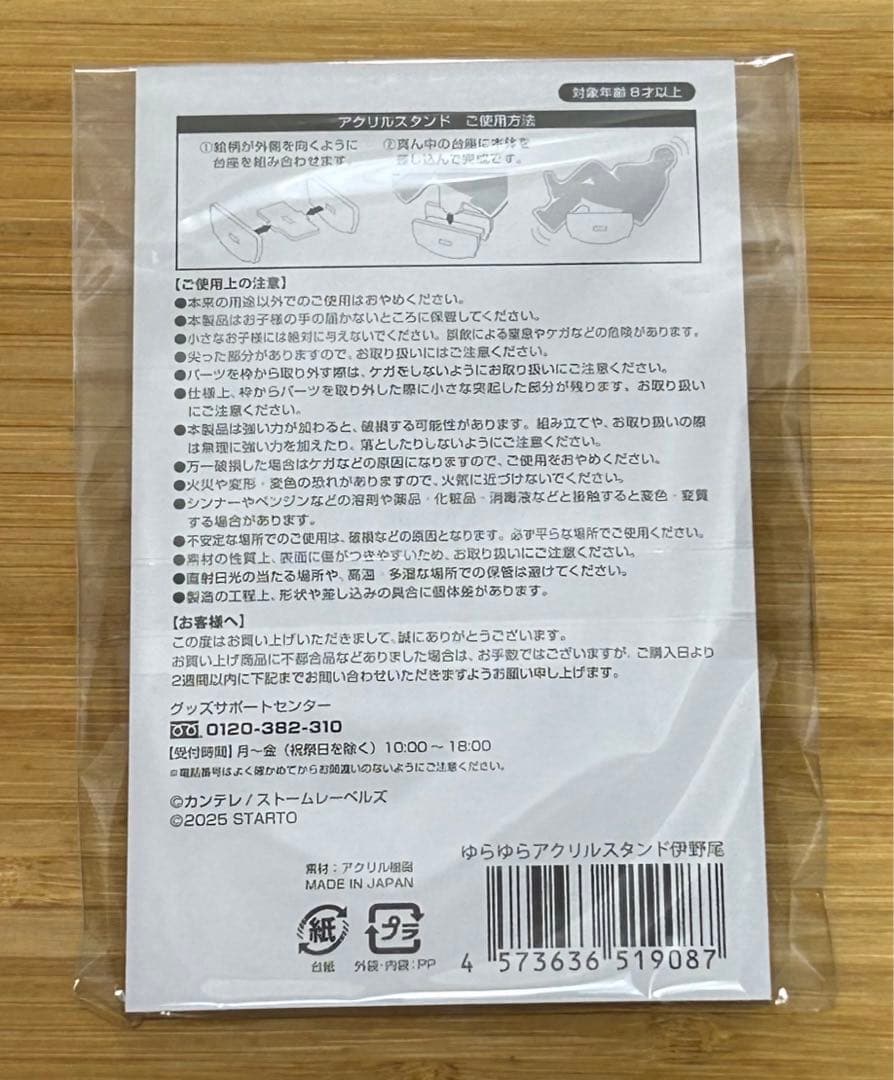 対象年齢8才以上
アクリルスタンド ご使用方法
①絵柄が外側を向くように
台座を組み合わせます。
②真ん中の台座に本体を
差し込んで完成です。
【ご使用上の注意】
●本来の用途以外でのご使用はおやめください。
●本製品はお子様の手の届かないところに保管してください。
●小さなお子様には絶対に与えないでください。誤飲による窒息やケガなどの危険があります。
●尖った部分がありますので、お取り扱いにはご注意ください。
●パーツを枠から取り外す際は、ケガをしないようにお取り扱いにご注意ください。
●仕様上、枠からパーツを取り外した際に小さな突起した部分が残ります。お取り扱い
にご注意ください。
●本製品は強い力が加わると、破損する可能性があります。組み立てや、お取り扱いの際
は無理に強い力を加えたり、落としたりしないようにご注意ください。
●万一破損した場合はケガなどの原因になりますので、ご使用をおやめください。
●火災や変形・変色の恐れがありますので、火気に近づけないでください。
●シンナーやベンジンなどの溶剤や薬品・化粧品・消毒液などと接触すると変色・変質
する場合があります。
●不安定な場所でのご使用は、破損などの原因となります。必ず平らな場所でご使用ください。
●素材の性質上、表面に傷がつきやすいため、お取り扱いにご注意ください。
●直射日光の当たる場所や、高温・多湿な場所での保管は避けてください。
●製造の工程上、形状や差し込みの具合に個体差があります。
【お客様へ】
この度はお買い上げいただきまして、誠にありがとうございます。
お買い上げ商品に不都合品などありました場合は、お手数ではございますが、ご購入日より
2週間以内に下記までお問い合わせいただきますようお願い申し上げます。
グッズサポートセンター
0120-382-310
【受付時間】月〜金（祝祭日を除く）10:00〜18:00
※電話番号はよく確かめてからお間違いのないようにご注意ください。
©カンテレ/ストームレーベルズ
©2025 STARTO
ゆらゆらアクリルスタンド伊野尾
素材：アクリル樹脂
MADE IN JAPAN
紙
プラ
台紙
外袋・内袋：PP
4 573636 519087